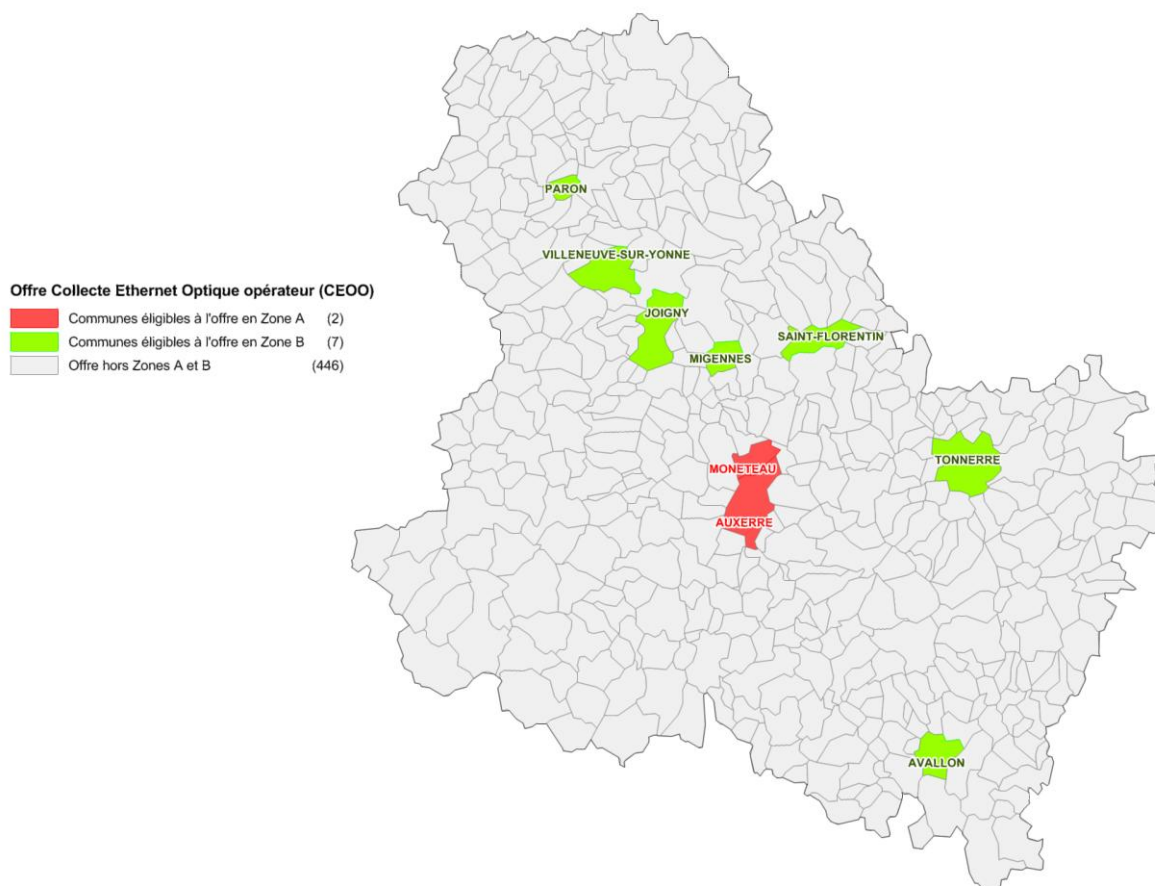 PARON
VILLENEUVE-SUR-YONNE
Offre Collecte Ethernet Optique opérateur (CEOO)
Communes éligibles à l'offre en Zone A (2)
Communes éligibles à l'offre en Zone B (7)
Offre hors Zones A et B (446)
JOIGNY
SAINT-FLORENTIN
MIGENNES
TONNERRE
MONETEAU
AUXERRE
AVALLON